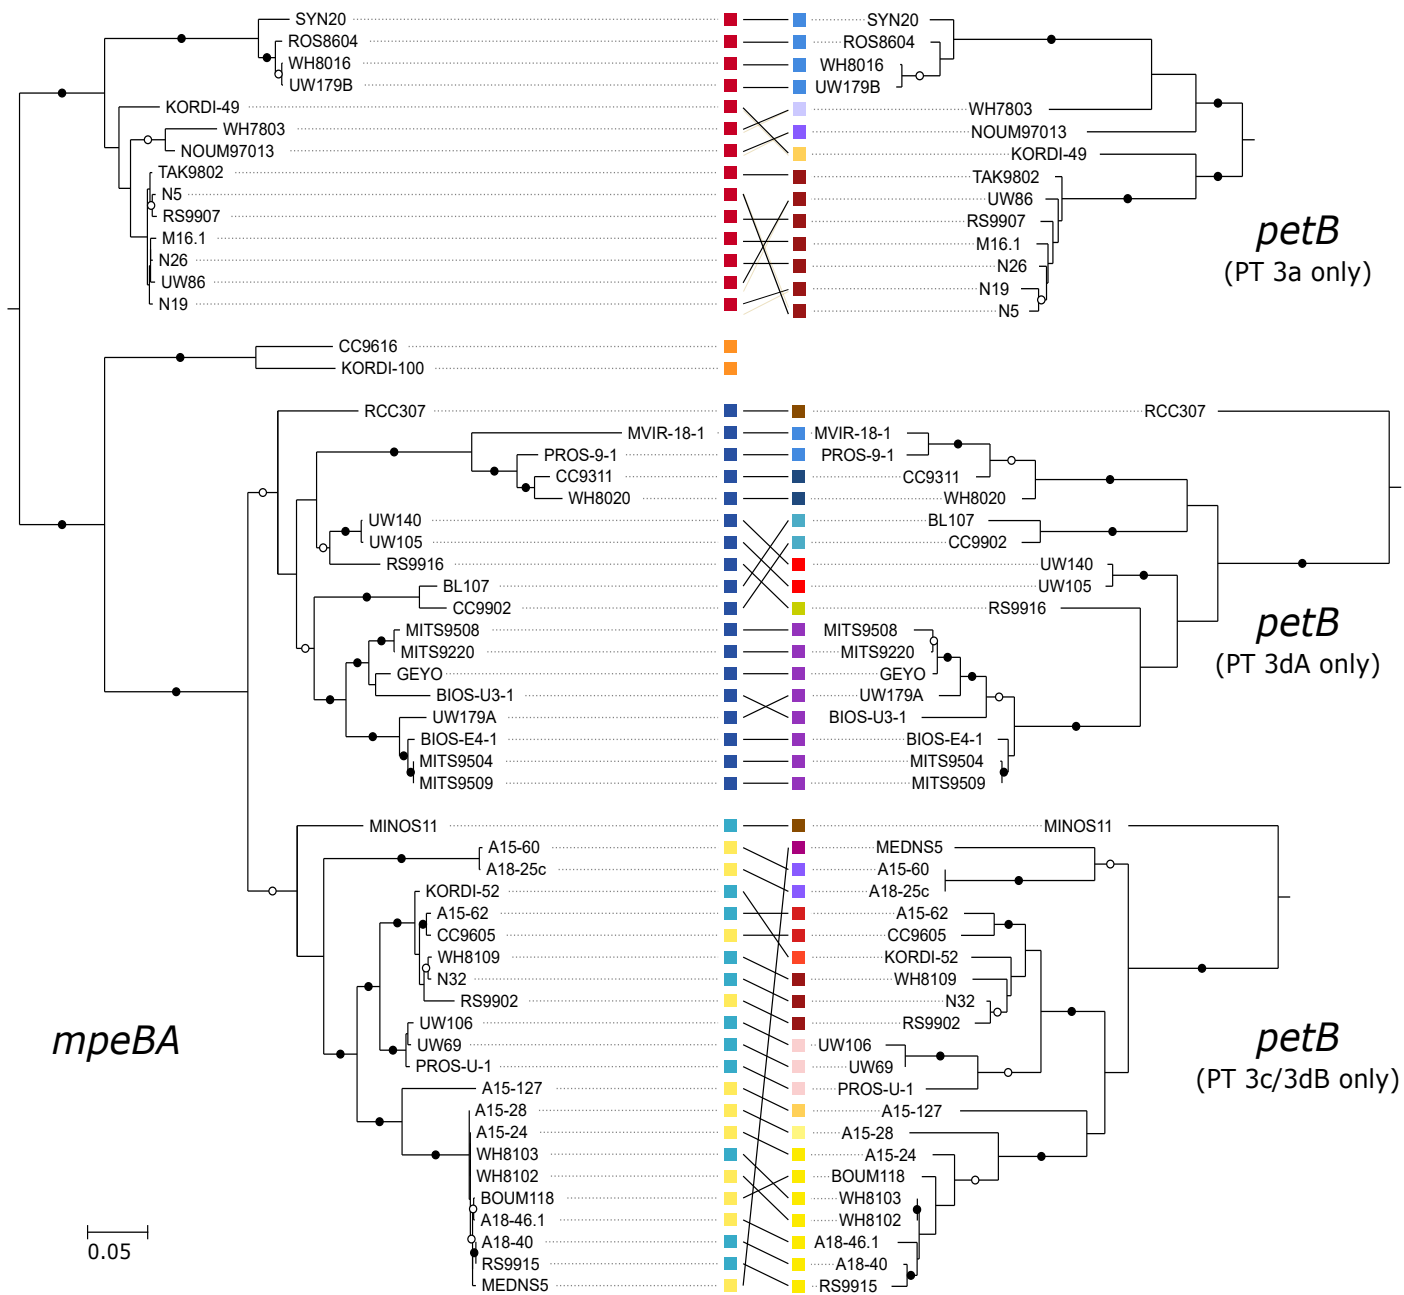 SYN20 SYN20
ROS8604 ROS8604
WH8016 WH8016
UW179B UW179B
KORDI-49 WH7803
WH7803 NOUM97013
NOUM97013 KORDI-49
TAK9802 TAK9802
N5 UW86
RS9907 RS9907
M16.1 M16.1
N26 N26
UW86 N19
N19 N5
petB
(PT 3a only)
CC9616
KORDI-100
RCC307 RCC307
MVIR-18-1 MVIR-18-1
PROS-9-1 PROS-9-1
CC9311 CC9311
WH8020 WH8020
UW140 BL107
UW105 CC9902
RS9916 UW140
BL107 UW105
CC9902 RS9916
MITS9508 MITS9508
MITS9220 MITS9220
GEYO GEYO
BIOS-U3-1 UW179A
UW179A BIOS-U3-1
BIOS-E4-1 BIOS-E4-1
MITS9504 MITS9504
MITS9509 MITS9509
petB
(PT 3dA only)
MINOS11 MINOS11
A15-60 MEDNS5
A18-25c A15-60
KORDI-52 A18-25c
A15-62 A15-62
CC9605 CC9605
WH8109 KORDI-52
N32 WH8109
RS9902 N32
UW106 RS9902
UW69 UW106
PROS-U-1 UW69
A15-127 PROS-U-1
A15-28 A15-127
A15-24 A15-28
WH8103 A15-24
WH8102 BOUM118
BOUM118 WH8103
A18-46.1 WH8102
A18-40 A18-46.1
RS9915 A18-40
MEDNS5 RS9915
mpeBA
petB
(PT 3c/3dB only)
0.05